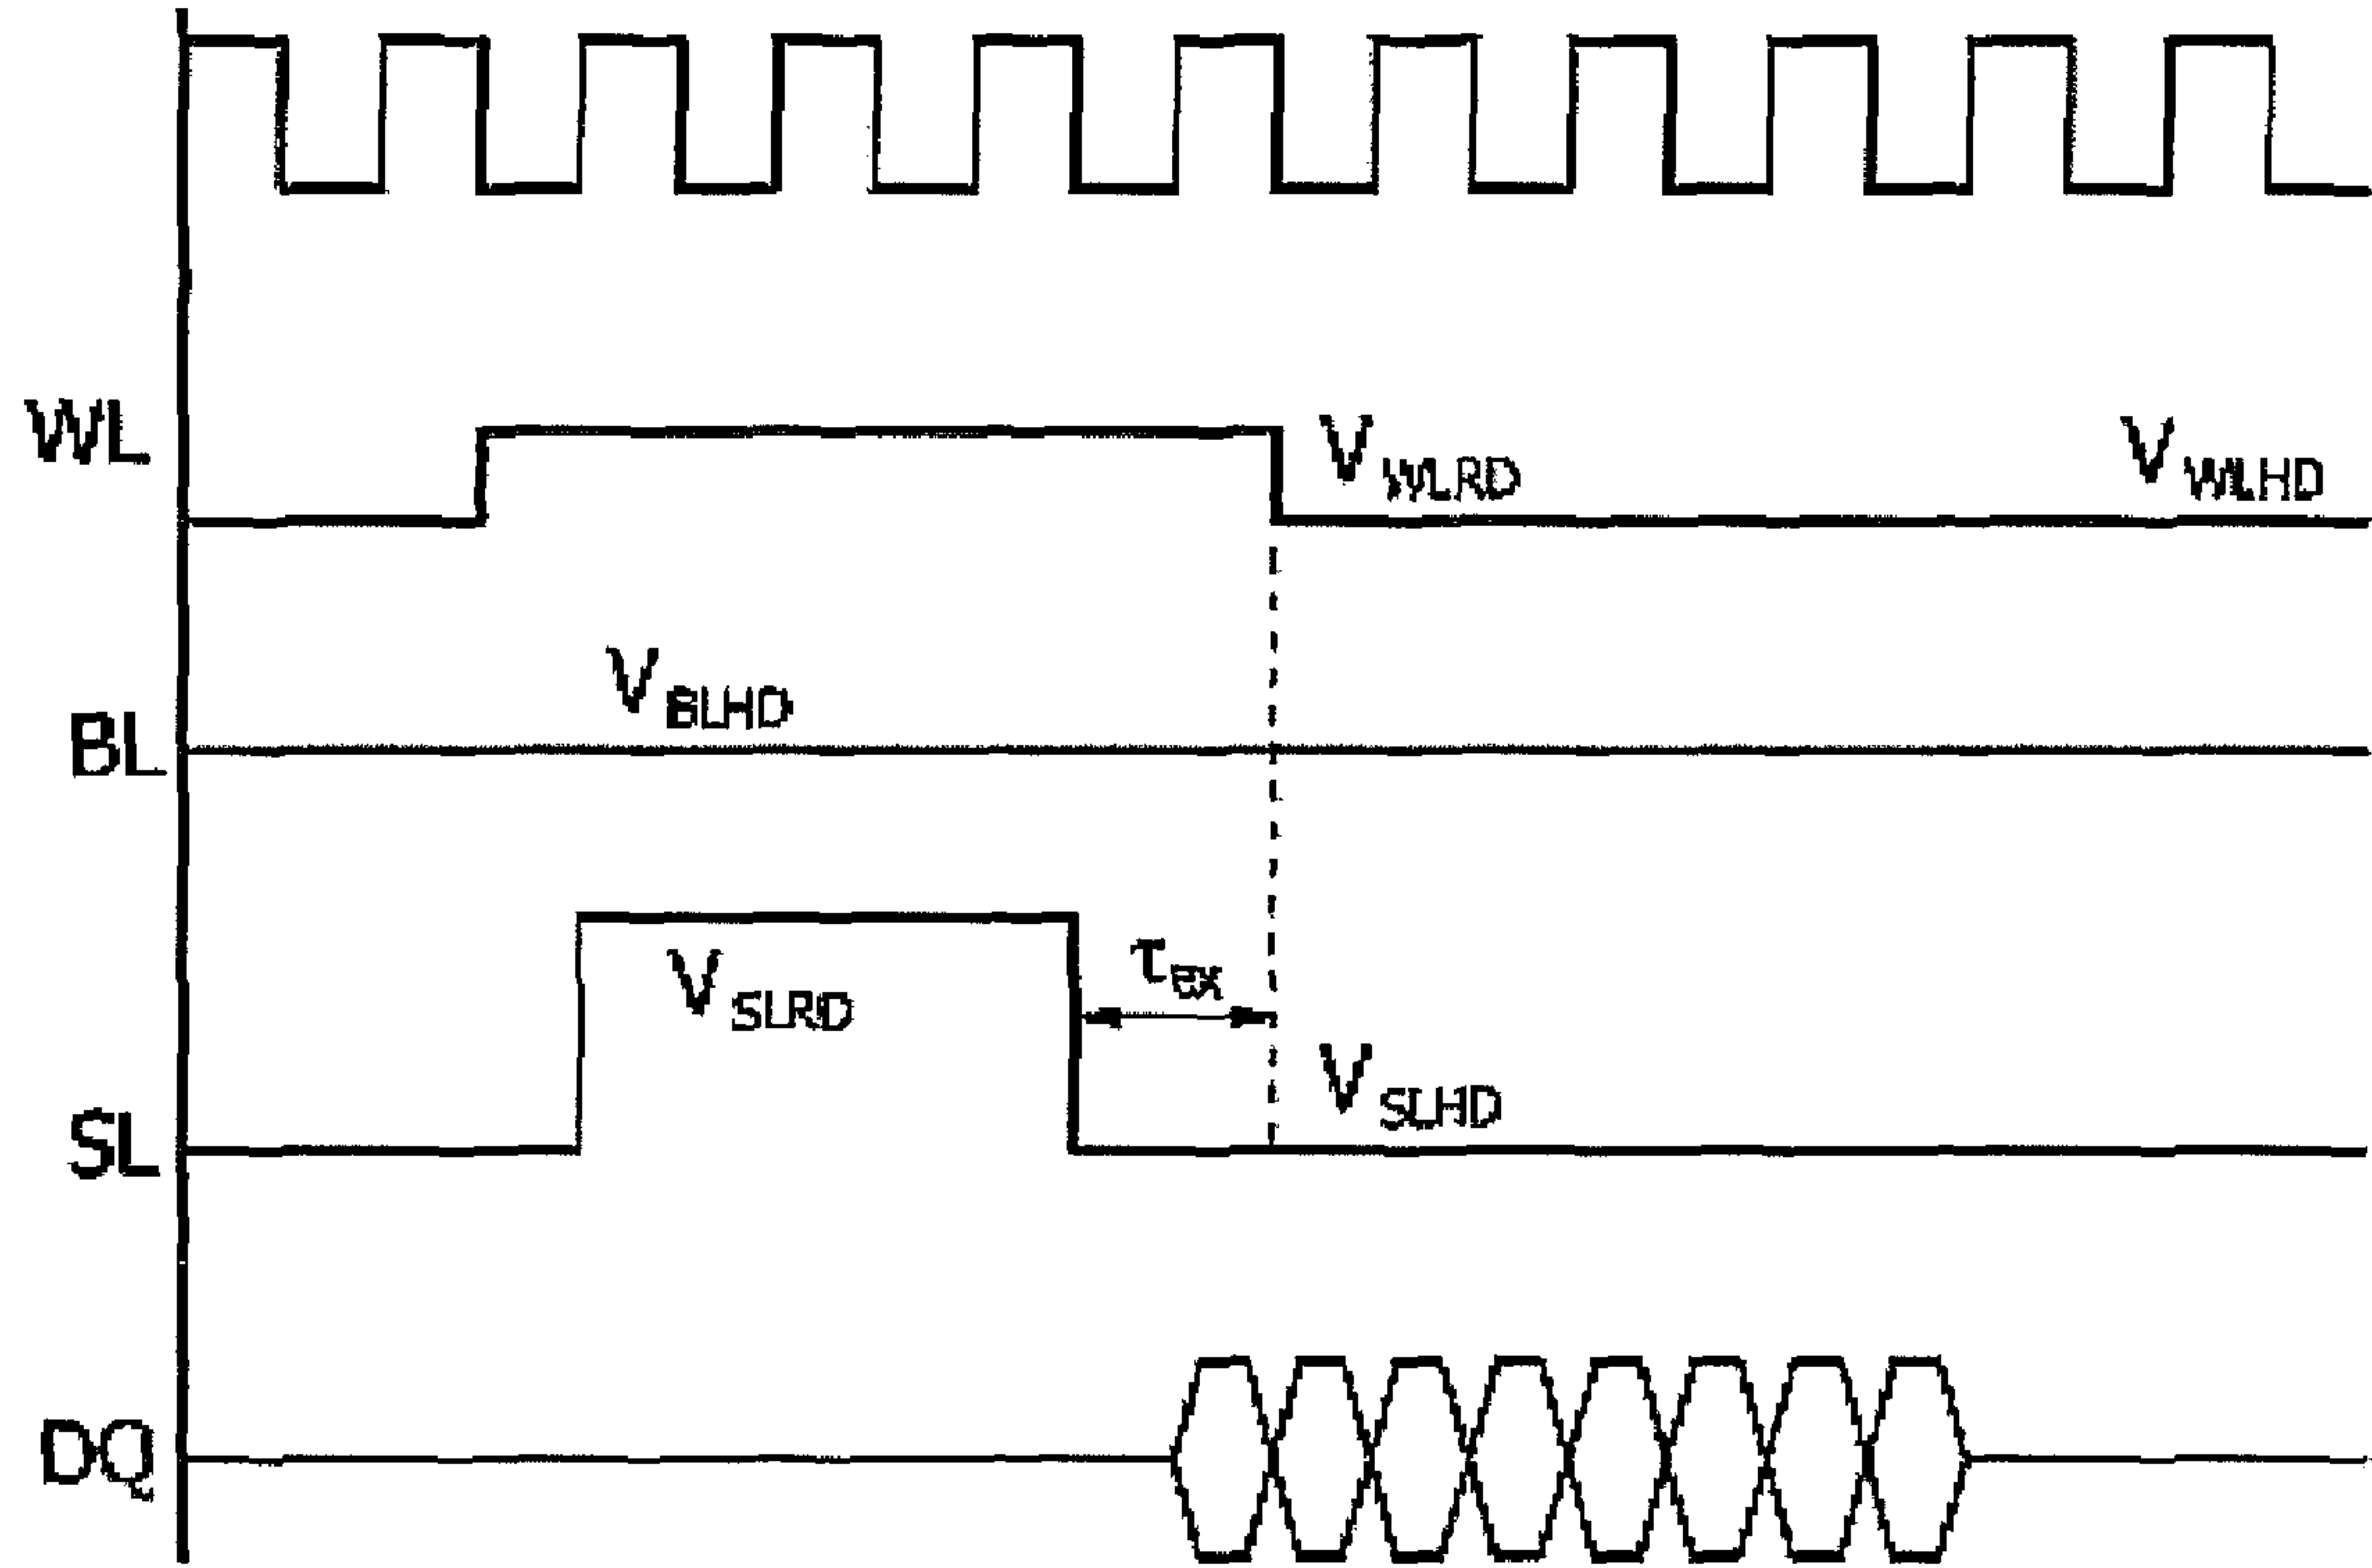 WL
V WLRD
V WLHD
V BLHD
BL
V SLRD
τex
V SLHD
SL
DQ